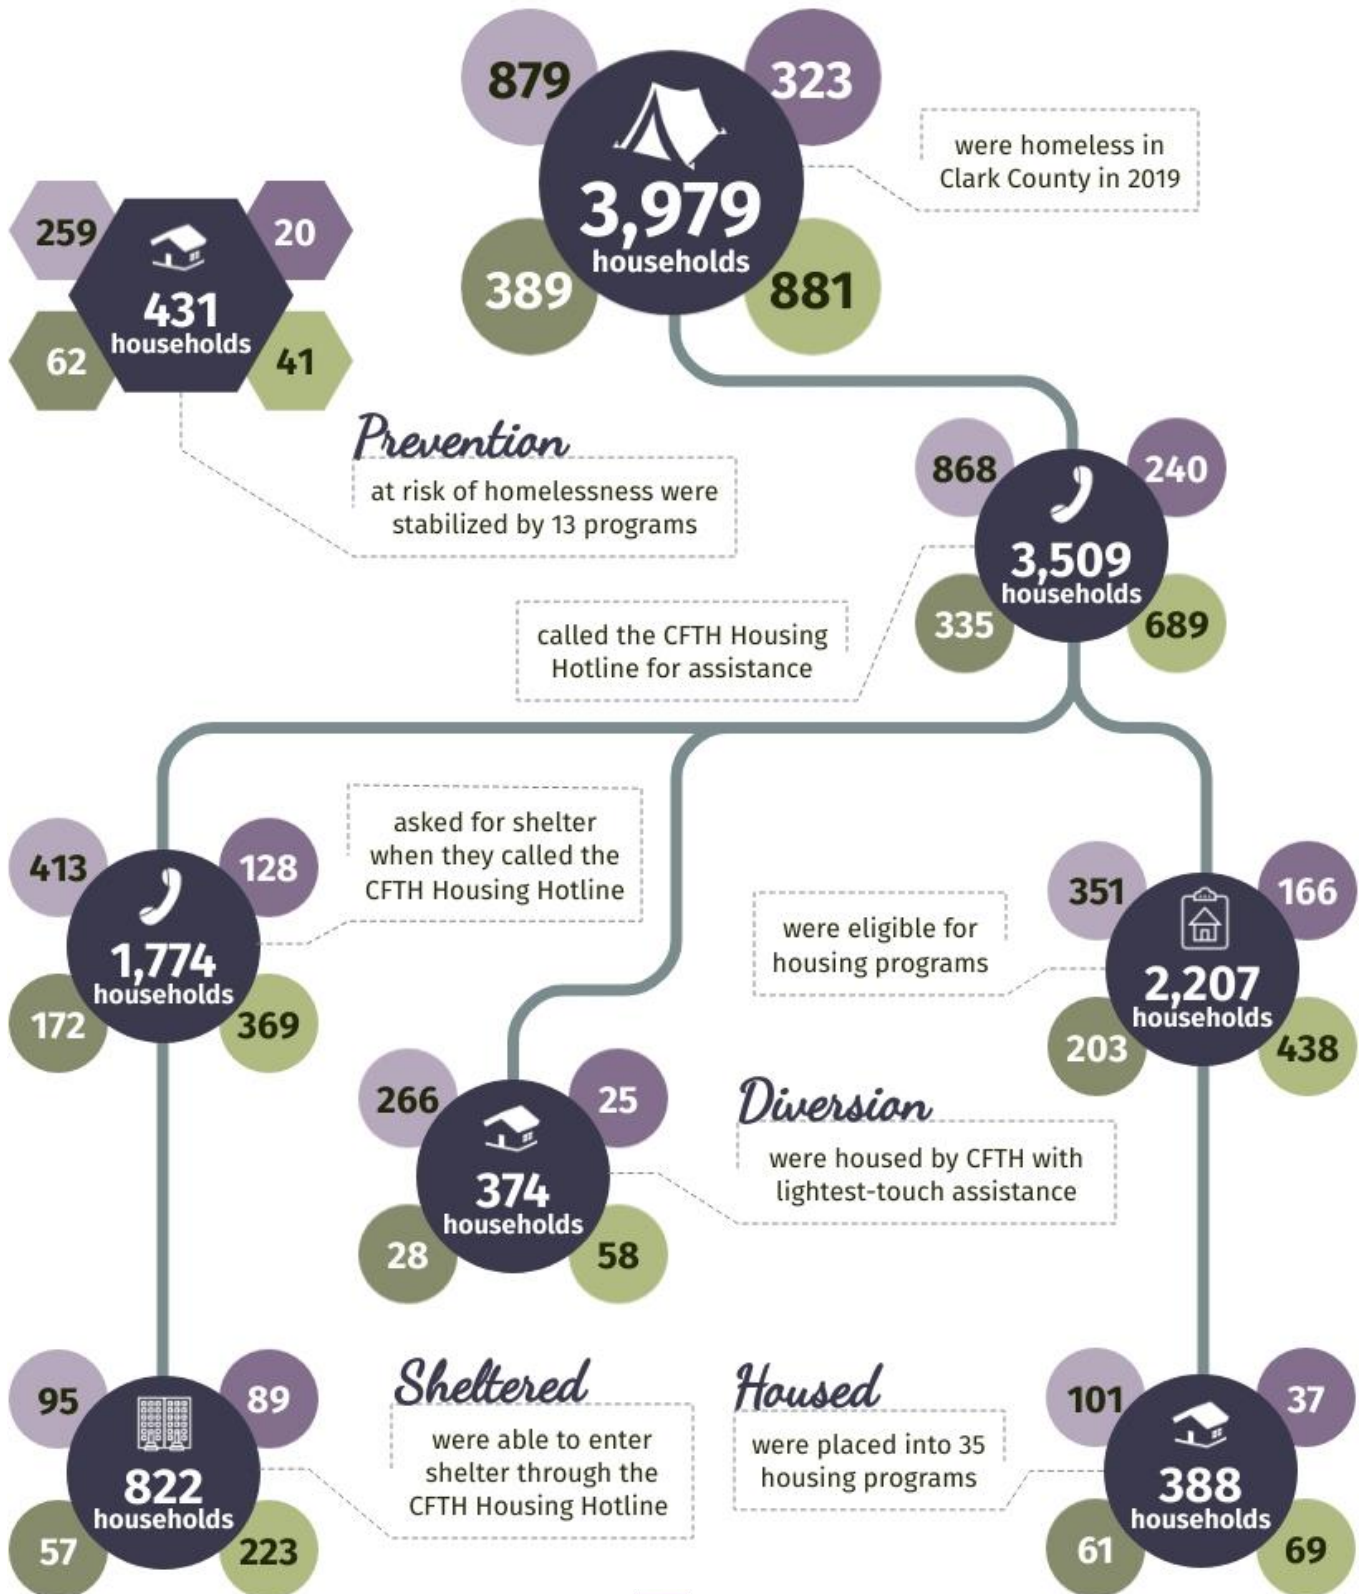 879
323
3,979
households
389
881
were homeless in
Clark County in 2019
259
20
431
households
62
41
Prevention
at risk of homelessness were
stabilized by 13 programs
868
240
3,509
households
335
689
called the CFTH Housing
Hotline for assistance
413
128
1,774
households
172
369
asked for shelter
when they called the
CFTH Housing Hotline
351
166
2,207
households
203
438
were eligible for
housing programs
266
25
374
households
28
58
Diversion
were housed by CFTH with
lightest-touch assistance
95
89
822
households
57
223
Sheltered
were able to enter
shelter through the
CFTH Housing Hotline
Housed
were placed into 35
housing programs
101
37
388
households
61
69